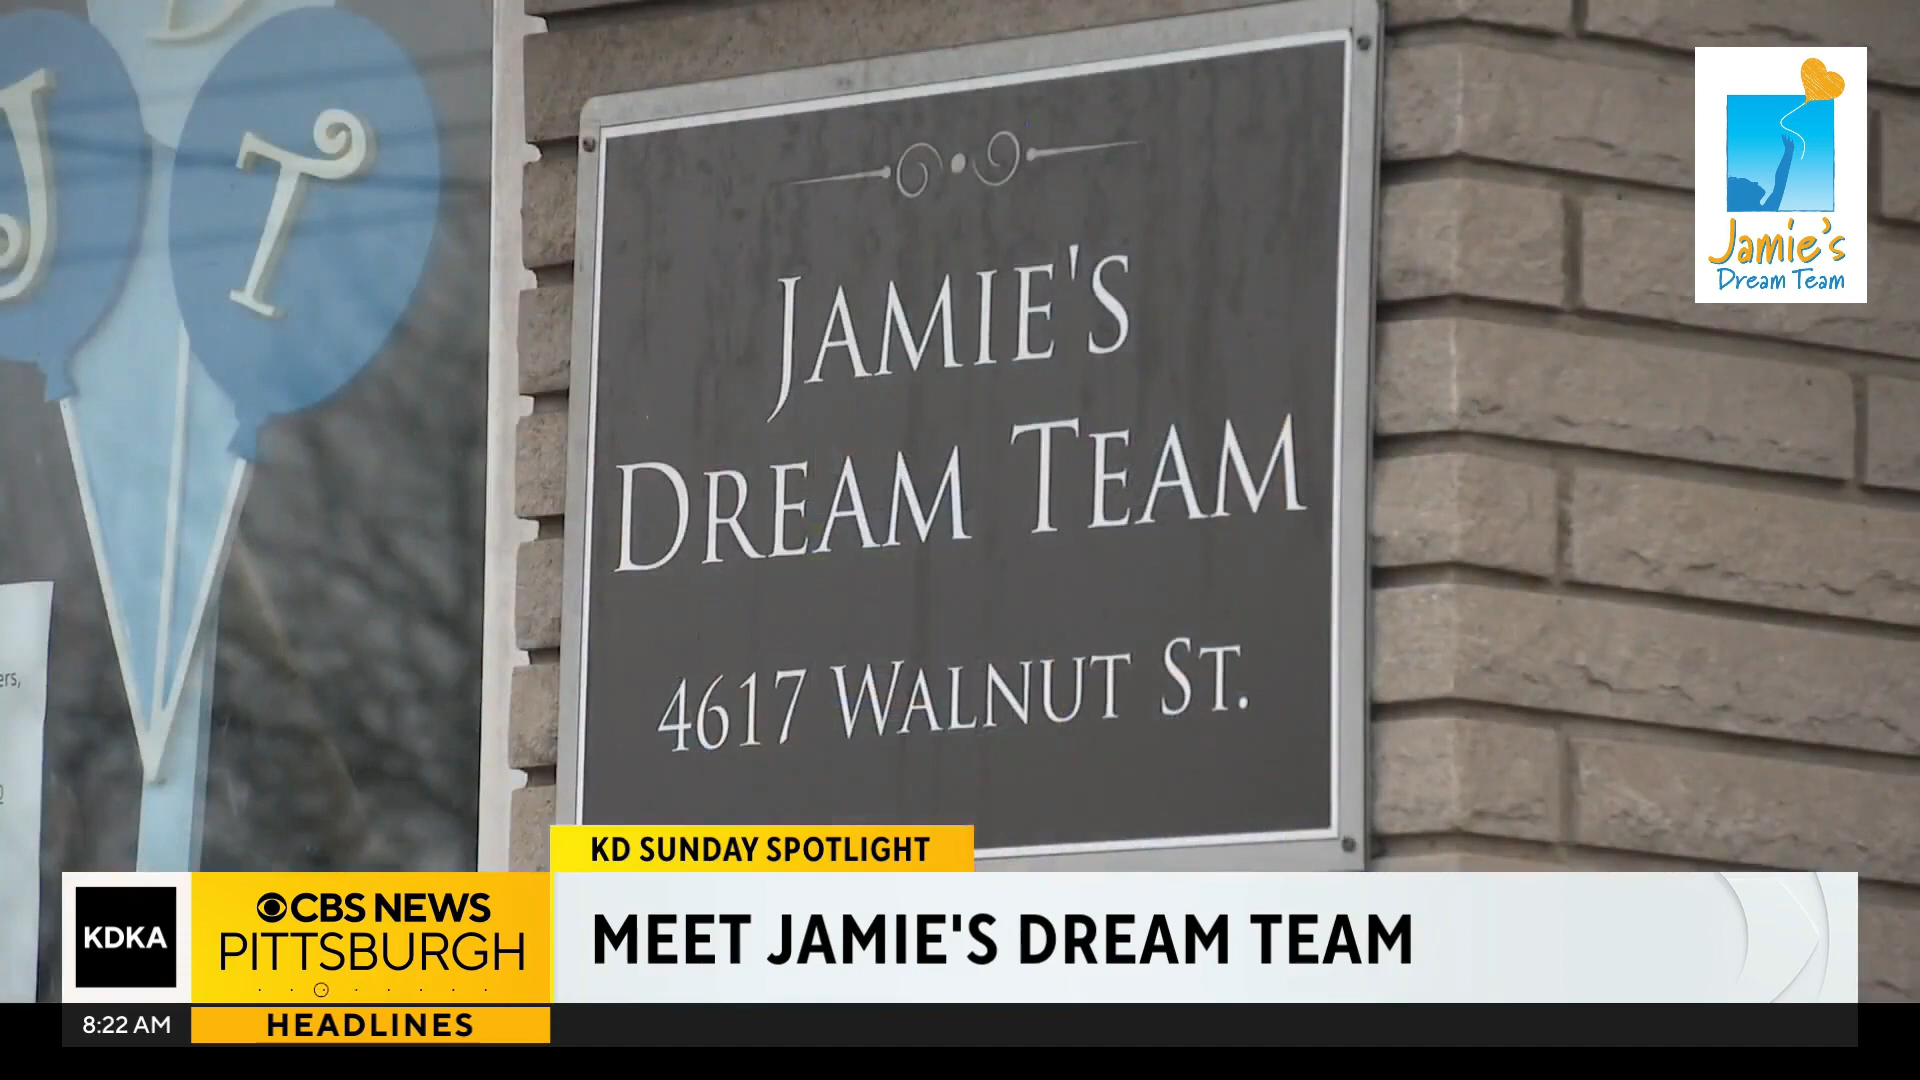 J T
JAMIE'S
DREAM TEAM
4617 WALNUT ST.
Jamie's
Dream Team
ers,
KD SUNDAY SPOTLIGHT
KDKA
CBS NEWS
PITTSBURGH
MEET JAMIE'S DREAM TEAM
8:22 AM
HEADLINES